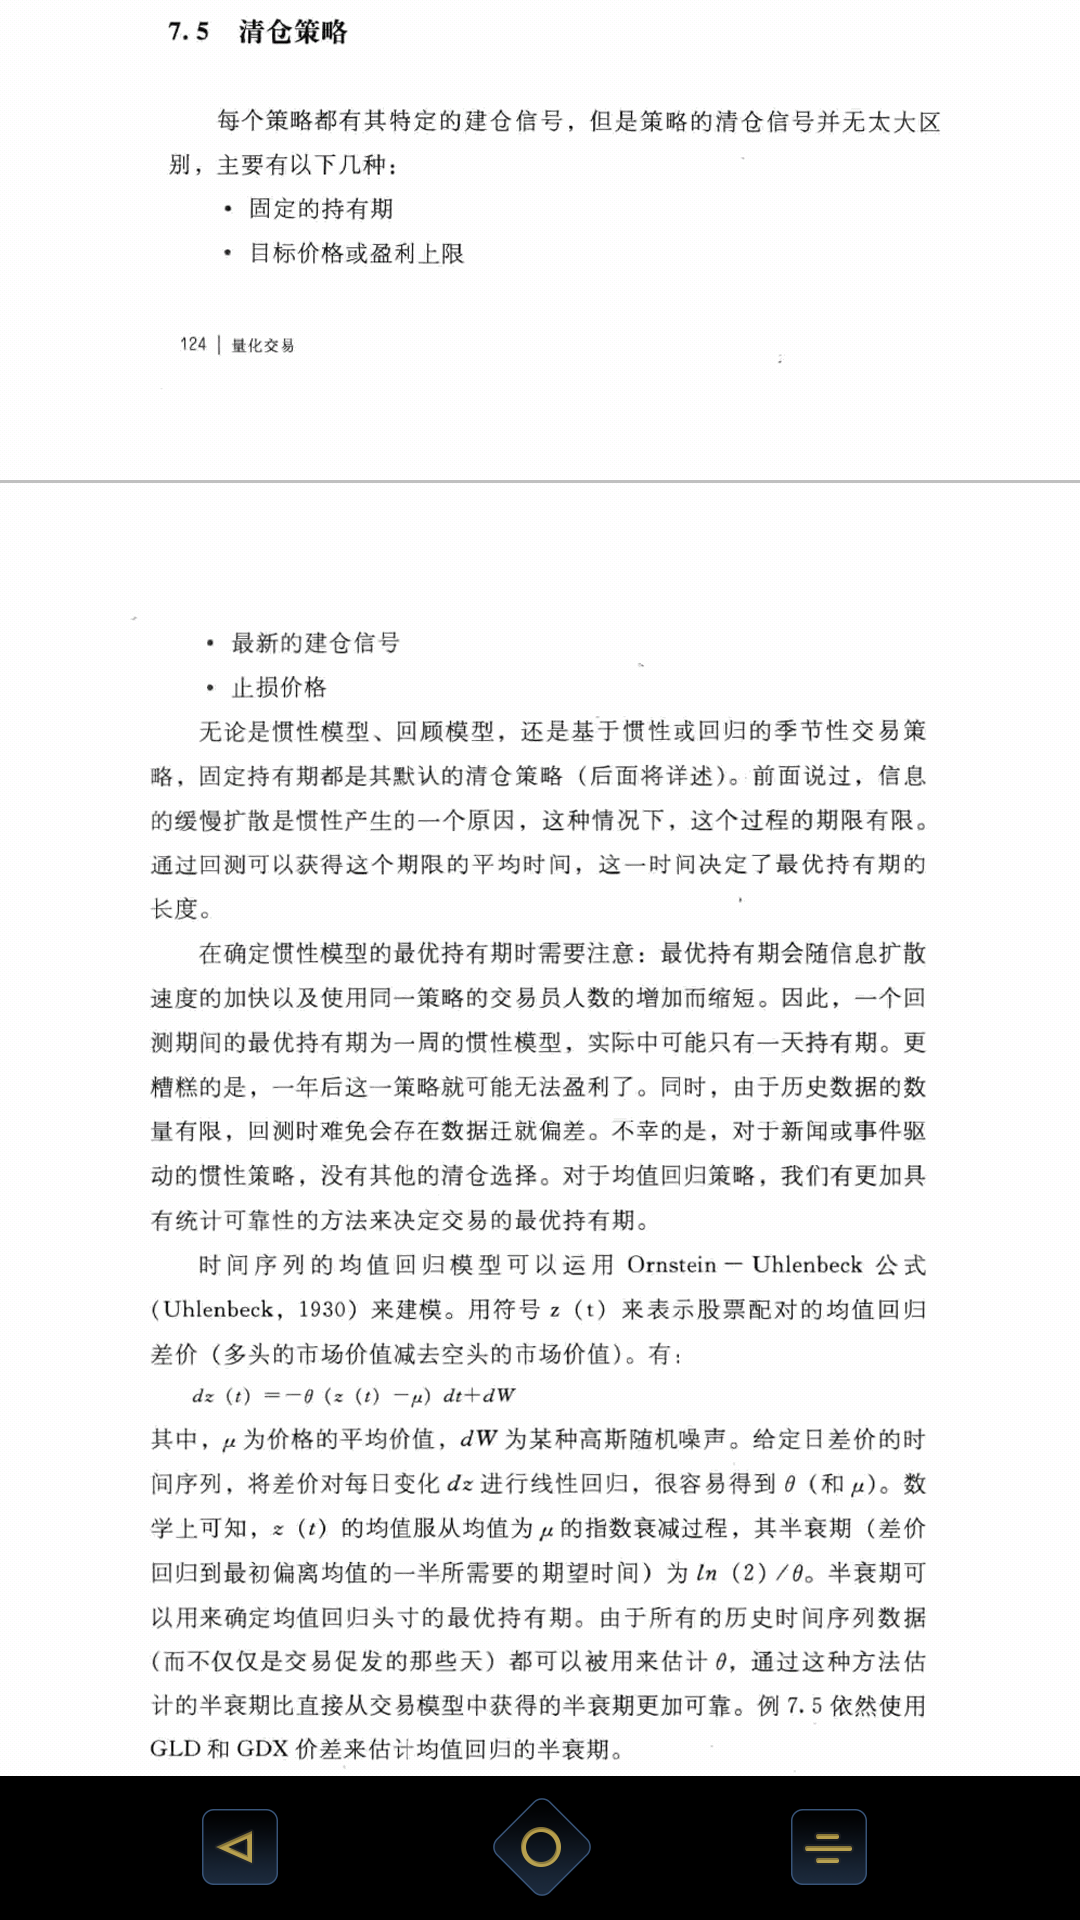 7.5 清仓策略
每个策略都有其特定的建仓信号，但是策略的清仓信号并无太大区
别，主要有以下几种：
• 固定的持有期
• 目标价格或盈利上限
124 | 量化交易
• 最新的建仓信号
• 止损价格
无论是惯性模型、回顾模型，还是基于惯性或回归的季节性交易策
略，固定持有期都是其默认的清仓策略（后面将详述）。前面说过，信息
的缓慢扩散是惯性产生的一个原因，这种情况下，这个过程的期限有限。
通过回测可以获得这个期限的平均时间，这一时间决定了最优持有期的
长度。
在确定惯性模型的最优持有期时需要注意：最优持有期会随信息扩散
速度的加快以及使用同一策略的交易员人数的增加而缩短。因此，一个回
测期间的最优持有期为一周的惯性模型，实际中可能只有一天持有期。更
糟糕的是，一年后这一策略就可能无法盈利了。同时，由于历史数据的数
量有限，回测时难免会存在数据迁就偏差。不幸的是，对于新闻或事件驱
动的惯性策略，没有其他的清仓选择。对于均值回归策略，我们有更加具
有统计可靠性的方法来决定交易的最优持有期。
时间序列的均值回归模型可以运用 Ornstein－Uhlenbeck 公式
（Uhlenbeck，1930）来建模。用符号 z（t）来表示股票配对的均值回归
差价（多头的市场价值减去空头的市场价值）。有：
dz（t）＝－θ（z（t）－μ）dt＋dW
其中，μ 为价格的平均价值，dW 为某种高斯随机噪声。给定日差价的时
间序列，将差价对每日变化 dz 进行线性回归，很容易得到 θ（和 μ）。数
学上可知，z（t）的均值服从均值为 μ 的指数衰减过程，其半衰期（差价
回归到最初偏离均值的一半所需要的期望时间）为 ln（2）/θ。半衰期可
以用来确定均值回归头寸的最优持有期。由于所有的历史时间序列数据
（而不仅仅是交易促发的那些天）都可以被用来估计 θ，通过这种方法估
计的半衰期比直接从交易模型中获得的半衰期更加可靠。例 7.5 依然使用
GLD 和 GDX 价差来估计均值回归的半衰期。